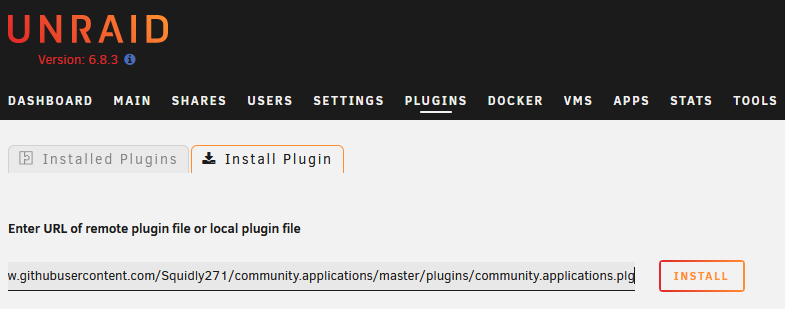 UNRAID
Version: 6.8.3
DASHBOARD MAIN SHARES USERS SETTINGS PLUGINS DOCKER VMS APPS STATS TOOLS
Installed Plugins Install Plugin
Enter URL of remote plugin file or local plugin file
w.githubusercontent.com/Squidly271/community.applications/master/plugins/community.applications.plg INSTALL